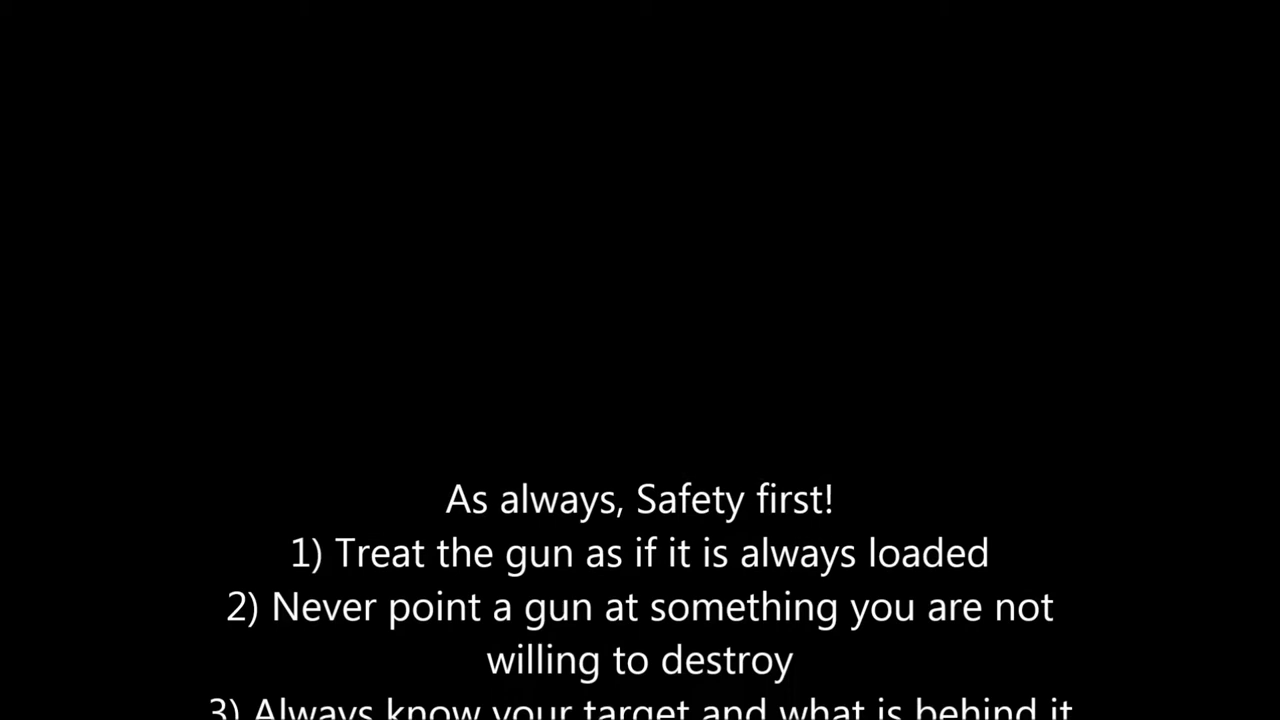 As always, Safety first!
1) Treat the gun as if it is always loaded
2) Never point a gun at something you are not
willing to destroy
3) Always know your target and what is behind it